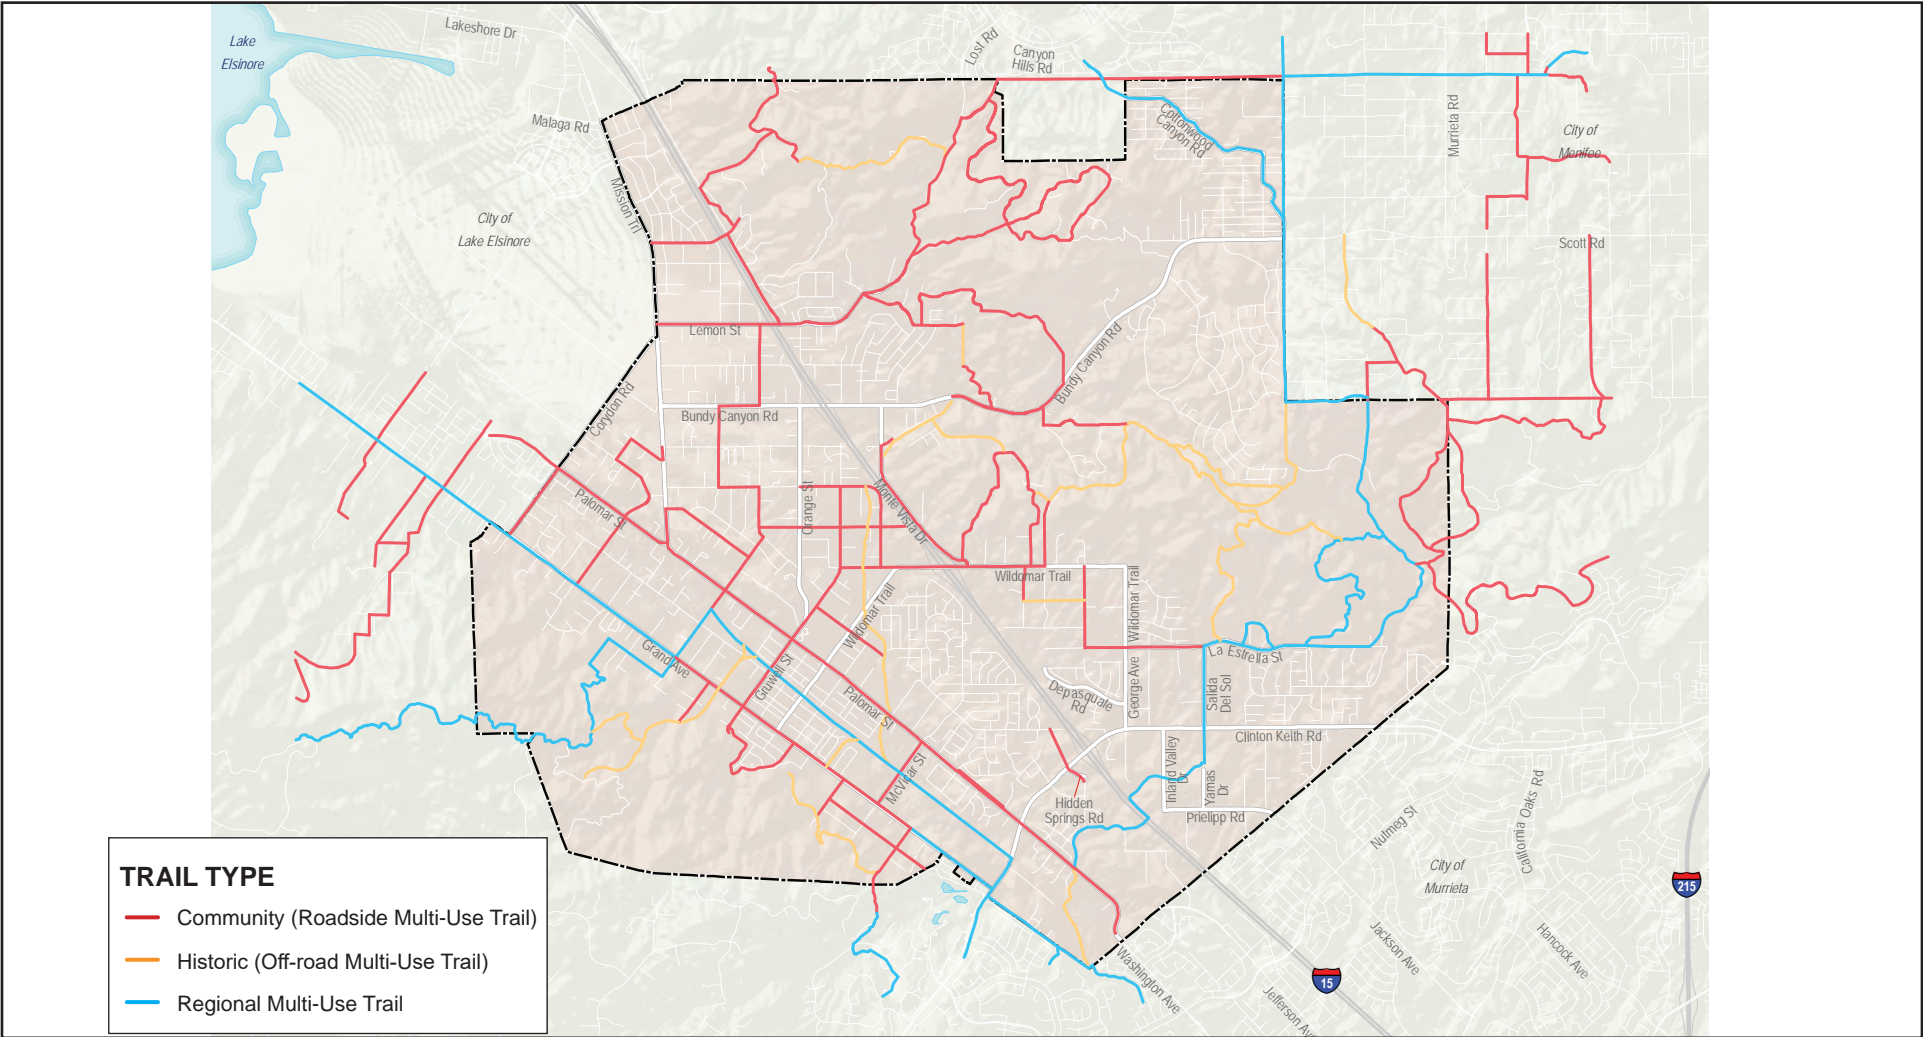 Lake
Elsinore
Lakeshore Dr
Lost Rd
Canyon
Hills Rd
Malaga Rd
Cottonwood
Canyon Rd
Murrieta Rd
City of
Menifee
Mission Trl
City of
Lake Elsinore
Scott Rd
Lemon St
Bundy Canyon Rd
Corydon Rd
Bundy Canyon Rd
Palomar St
Orange St
Monte Vista Dr
Wildomar Trail
Wildomar Trail
Wildomar Trail
Grand Ave
Gruwell St
La Estrella St
Palomar St
Depasquale
Rd
George Ave
Salida
Del Sol
Clinton Keith Rd
McVicar St
Inland Valley
Dr
Yamas
Dr
Hidden
Springs Rd
Prielipp Rd
Nutmeg St
California Oaks Rd
City of
Murrieta
215
Jackson Ave
Hancock Ave
Washington Ave
15
Jefferson Ave
TRAIL TYPE
Community (Roadside Multi-Use Trail)
Historic (Off-road Multi-Use Trail)
Regional Multi-Use Trail